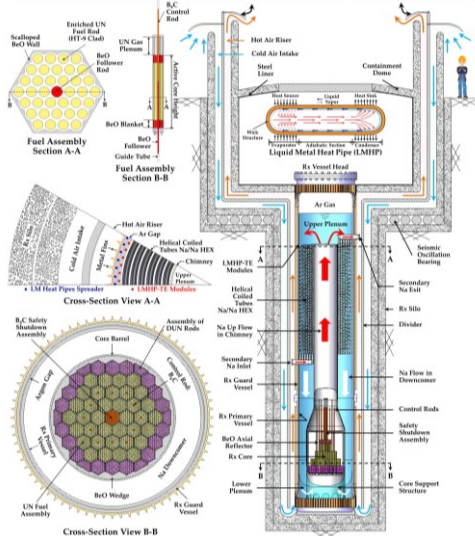 Scalloped
BeO Wall
Enriched UN
Fuel Rod
(HT-9 Clad)
BeO
Follower
Rod
Fuel Assembly
Section A-A
B₄C
Control
Rod
UN Gas
Plenum
Active Core Height
BeO Blanket
BeO
Follower
Guide Tube
Fuel Assembly
Section B-B
Hot Air Riser
Cold Air Intake
Steel
Liner
Containment
Dome
Heat Source
Liquid
Vapor
Heat Sink
Wick
Structure
Evaporator
Adiabatic Section
Condenser
Liquid Metal Heat Pipe (LMHP)
Rx Vessel Head
Ar Gas
Upper Plenum
Seismic
Oscillation
Bearing
A
A
LMHP-TE
Modules
Helical
Coiled
Tubes
Na/Na HEX
Na Up Flow
in Chimney
Secondary
Na Inlet
Rx Guard
Vessel
Rx Primary
Vessel
BeO Axial
Reflector
Rx Core
B
B
Lower
Plenum
Secondary
Na Exit
Rx Silo
Divider
Na Flow in
Downcomer
Control Rods
Safety
Shutdown
Assembly
Core Support
Structure
Rx Silo
Cold Air Intake
Metal Fins
Hot Air Riser
Ar Gap
Helical Coiled
Tubes Na/Na HEX
Chimney
Upper
Plenum
LM Heat Pipes Spreader
LMHP-TE Modules
Cross-Section View A-A
B₄C Safety
Shutdown
Assembly
Assembly of
DUN Rods
Core Barrel
Control Rod
B₄C
Argon Gap
Rx Primary
Vessel
Na Downcomer
BeO Wedge
UN Fuel
Assembly
Rx Guard
Vessel
Cross-Section View B-B